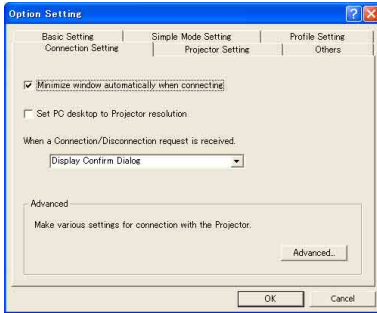 Option Setting
Basic Setting Simple Mode Setting Profile Setting
Connection Setting Projector Setting Others
Minimize window automatically when connecting
Set PC desktop to Projector resolution
When a Connection/Disconnection request is received.
Display Confirm Dialog
Advanced
Make various settings for connection with the Projector.
Advanced...
OK Cancel